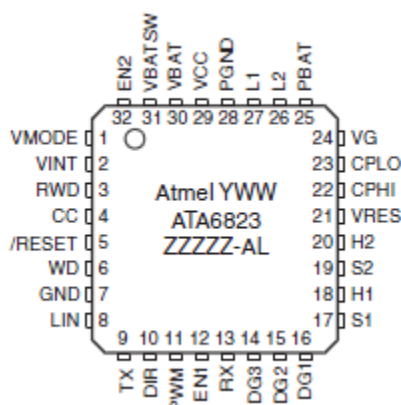 EN2 VBATSW VBAT VCC PGND L1 L2 PBAT
32 31 30 29 28 27 26 25
VMODE 1 24 VG
VINT 2 23 CPLO
RWD 3 22 CPHI
CC 4 21 VRES
/RESET 5 20 H2
WD 6 19 S2
GND 7 18 H1
LIN 8 17 S1
Atmel YWW
ATA6823
ZZZZZ-AL
9 10 11 12 13 14 15 16
TX DIR PWM EN1 RX DG3 DG2 DG1